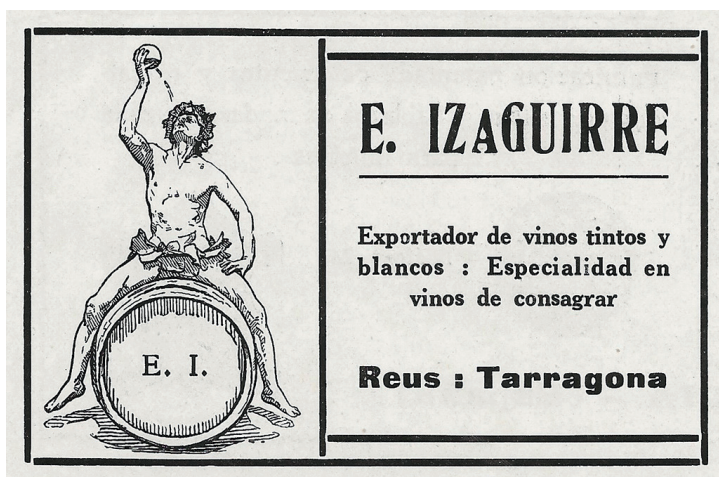 E. I.
E. IZAGUIRRE
Exportador de vinos tintos y
blancos : Especialidad en
vinos de consagrar
Reus : Tarragona